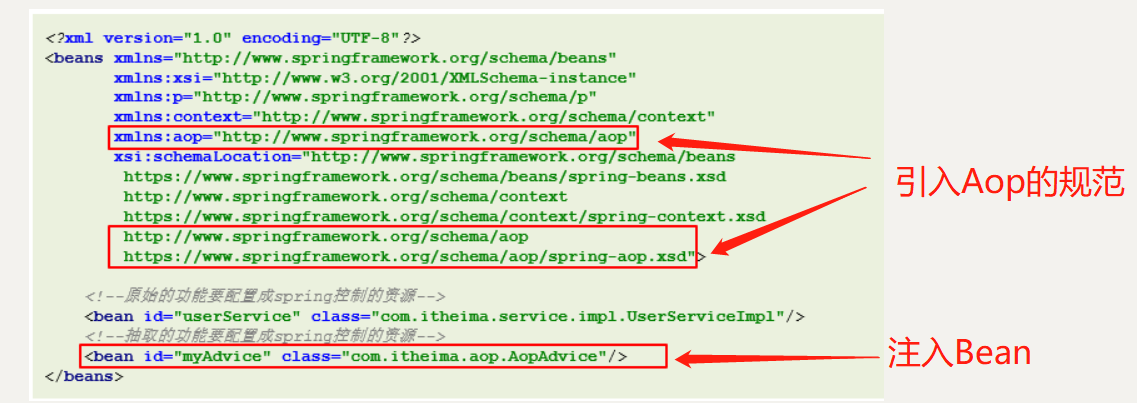 <?xml version="1.0" encoding="UTF-8"?>
<beans xmlns="http://www.springframework.org/schema/beans"
xmlns:xsi="http://www.w3.org/2001/XMLSchema-instance"
xmlns:p="http://www.springframework.org/schema/p"
xmlns:context="http://www.springframework.org/schema/context"
xmlns:aop="http://www.springframework.org/schema/aop"
xsi:schemaLocation="http://www.springframework.org/schema/beans
https://www.springframework.org/schema/beans/spring-beans.xsd
http://www.springframework.org/schema/context
https://www.springframework.org/schema/context/spring-context.xsd
http://www.springframework.org/schema/aop
https://www.springframework.org/schema/aop/spring-aop.xsd">
引入Aop的规范
<!--原始的功能要配置成spring控制的资源-->
<bean id="userService" class="com.itheima.service.impl.UserServiceImpl"/>
<!--抽取的功能要配置成spring控制的资源-->
<bean id="myAdvice" class="com.itheima.aop.AopAdvice"/>
注入Bean
</beans>